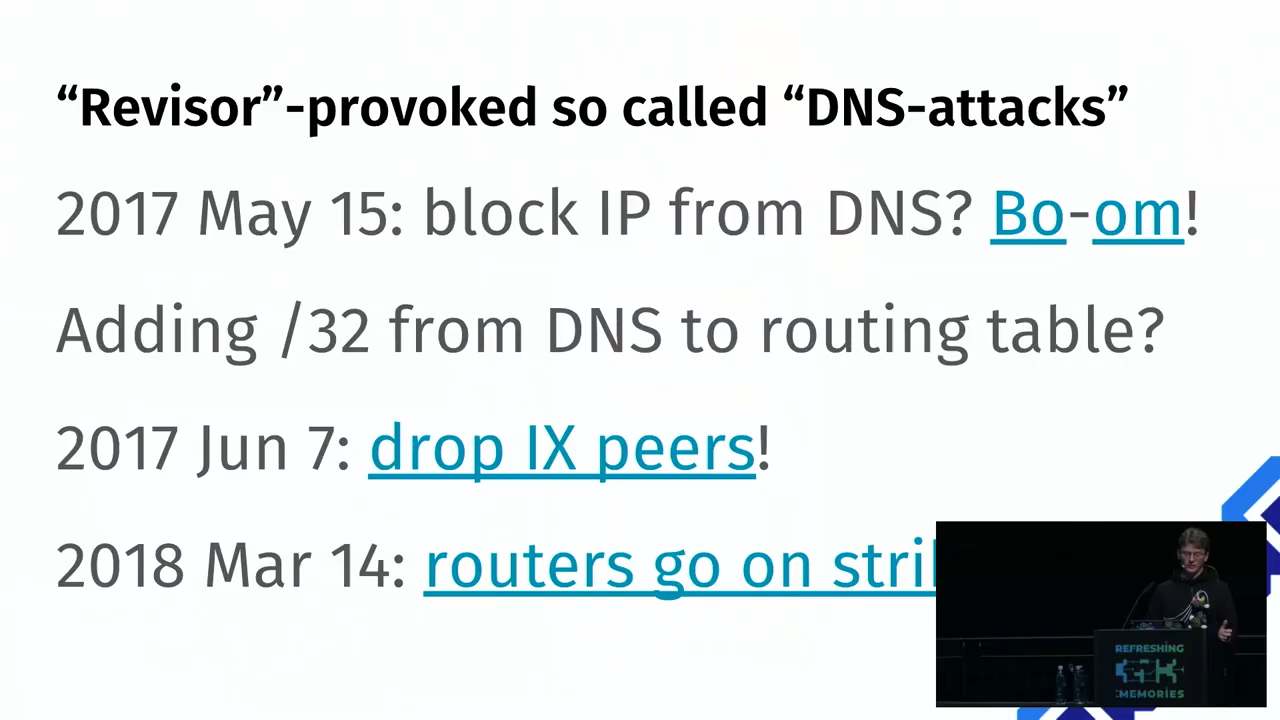 “Revisor”-provoked so called “DNS-attacks”
2017 May 15: block IP from DNS? Bo-om!
Adding /32 from DNS to routing table?
2017 Jun 7: drop IX peers!
2018 Mar 14: routers go on stri
REFRESHING
MEMORIES